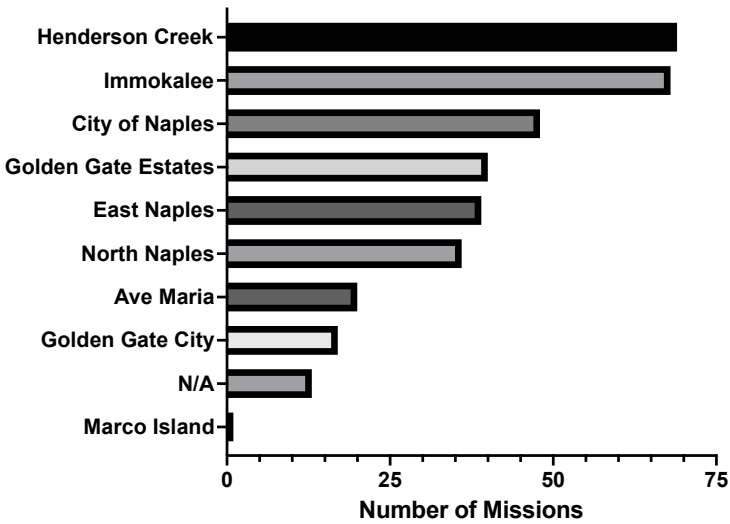 Henderson Creek
Immokalee
City of Naples
Golden Gate Estates
East Naples
North Naples
Ave Maria
Golden Gate City
N/A
Marco Island
0 25 50 75
Number of Missions